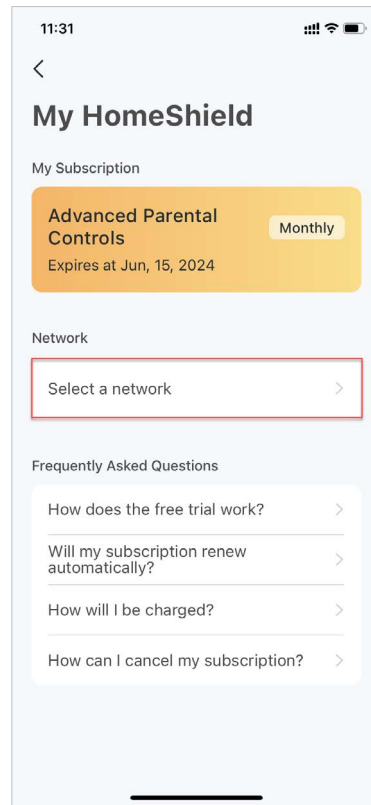 11:31
My HomeShield
My Subscription
Advanced Parental
Controls
Monthly
Expires at Jun, 15, 2024
Network
Select a network
Frequently Asked Questions
How does the free trial work?
Will my subscription renew
automatically?
How will I be charged?
How can I cancel my subscription?